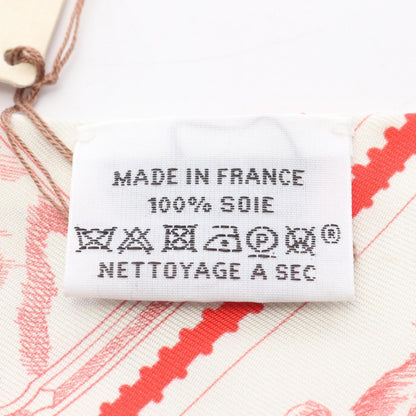 MADE IN FRANCE
100% SOIE
P ®
NETTOYAGE A SEC